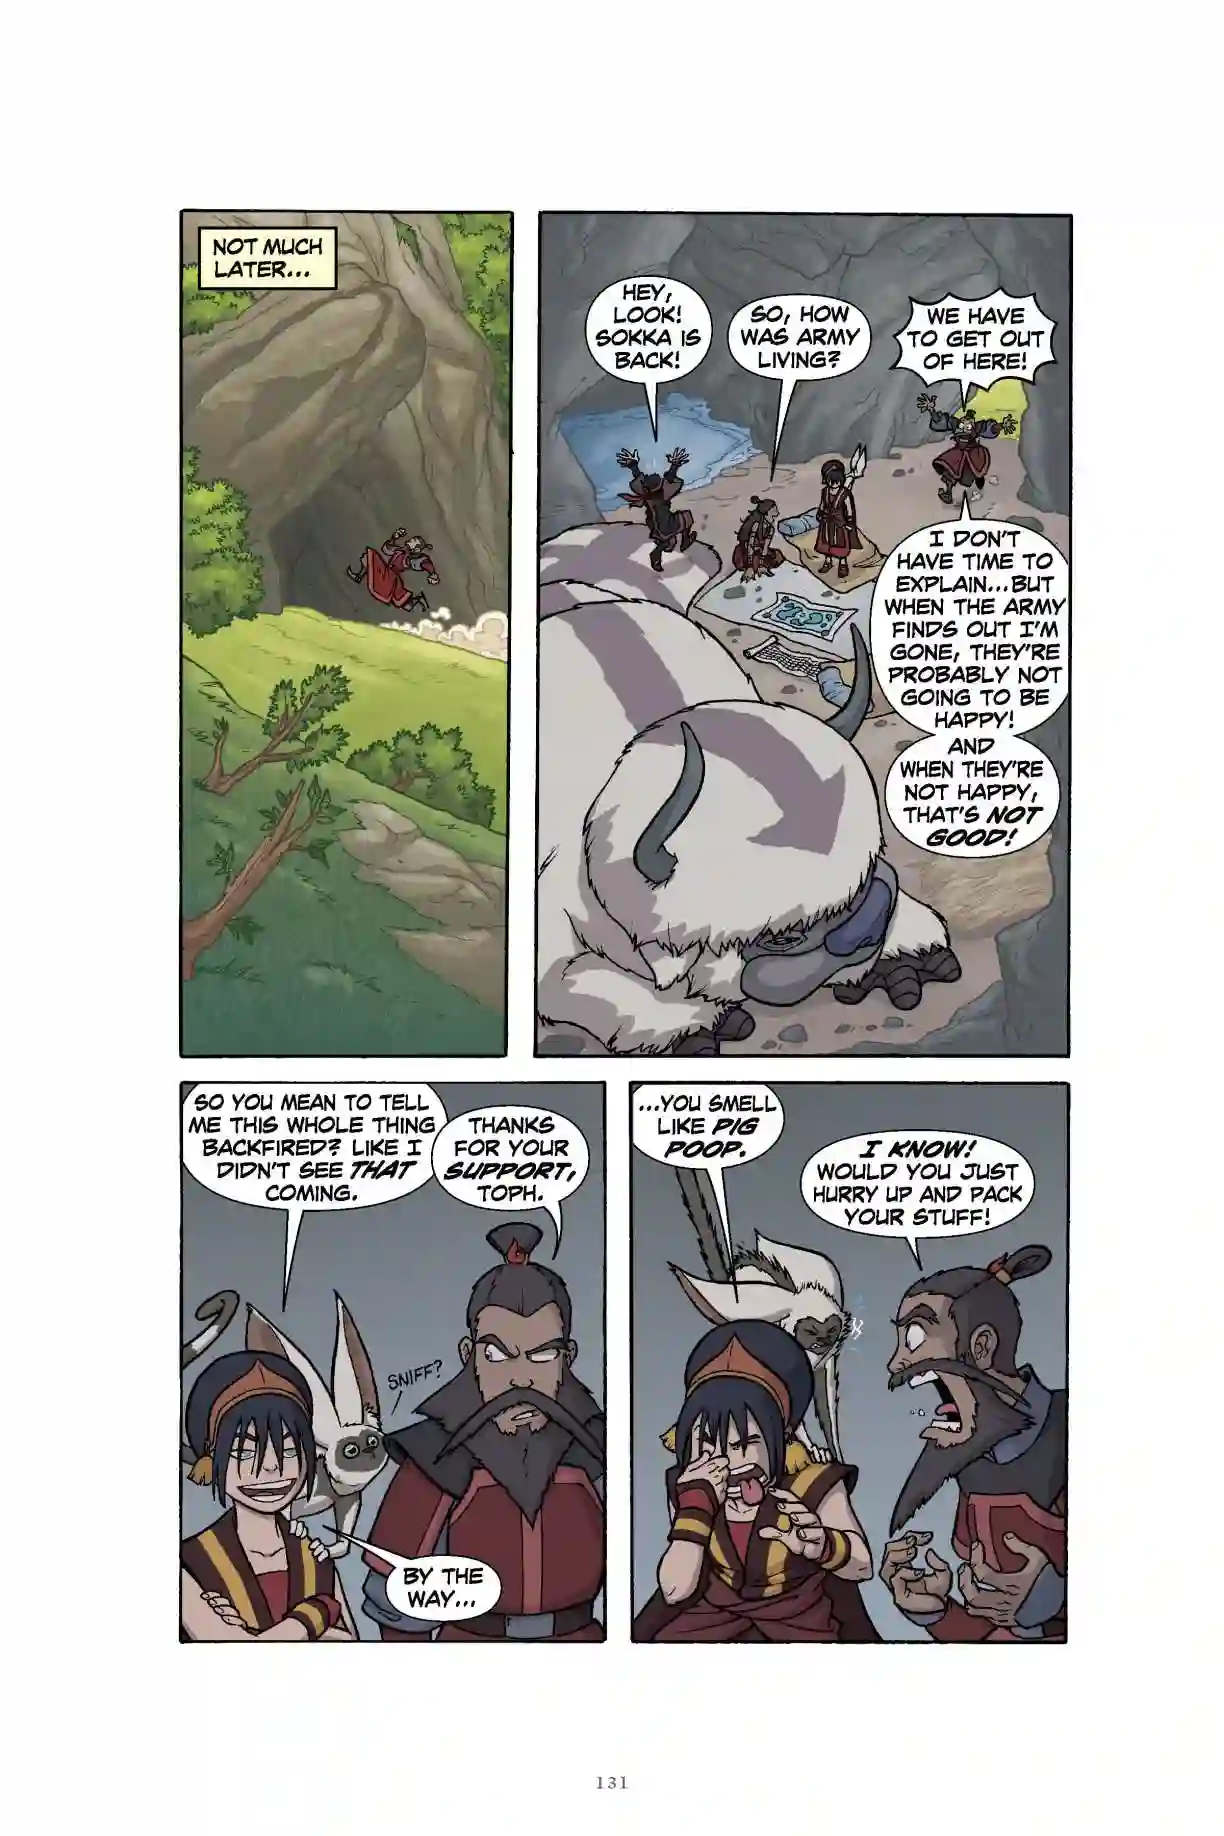 NOT MUCH
LATER...
HEY,
LOOK!
SOKKA IS
BACK!
SO, HOW
WAS ARMY
LIVING?
WE HAVE
TO GET OUT
OF HERE!
I DON'T
HAVE TIME TO
EXPLAIN...BUT
WHEN THE ARMY
FINDS OUT I'M
GONE, THEY'RE
PROBABLY NOT
GOING TO BE
HAPPY!
AND
WHEN THEY'RE
NOT HAPPY,
THAT'S NOT
GOOD!
SO YOU MEAN TO TELL
ME THIS WHOLE THING
BACKFIRED? LIKE I
DIDN'T SEE THAT
COMING.
THANKS
FOR YOUR
SUPPORT,
TOPH.
SNIFF?
BY THE
WAY...
...YOU SMELL
LIKE PIG
POOP.
I KNOW!
WOULD YOU JUST
HURRY UP AND PACK
YOUR STUFF!
131